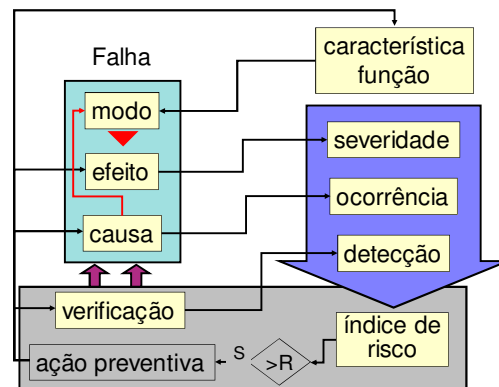 característica
função
Falha
modo
severidade
efeito
ocorrência
causa
detecção
verificação
índice de
risco
ação preventiva
S
>R